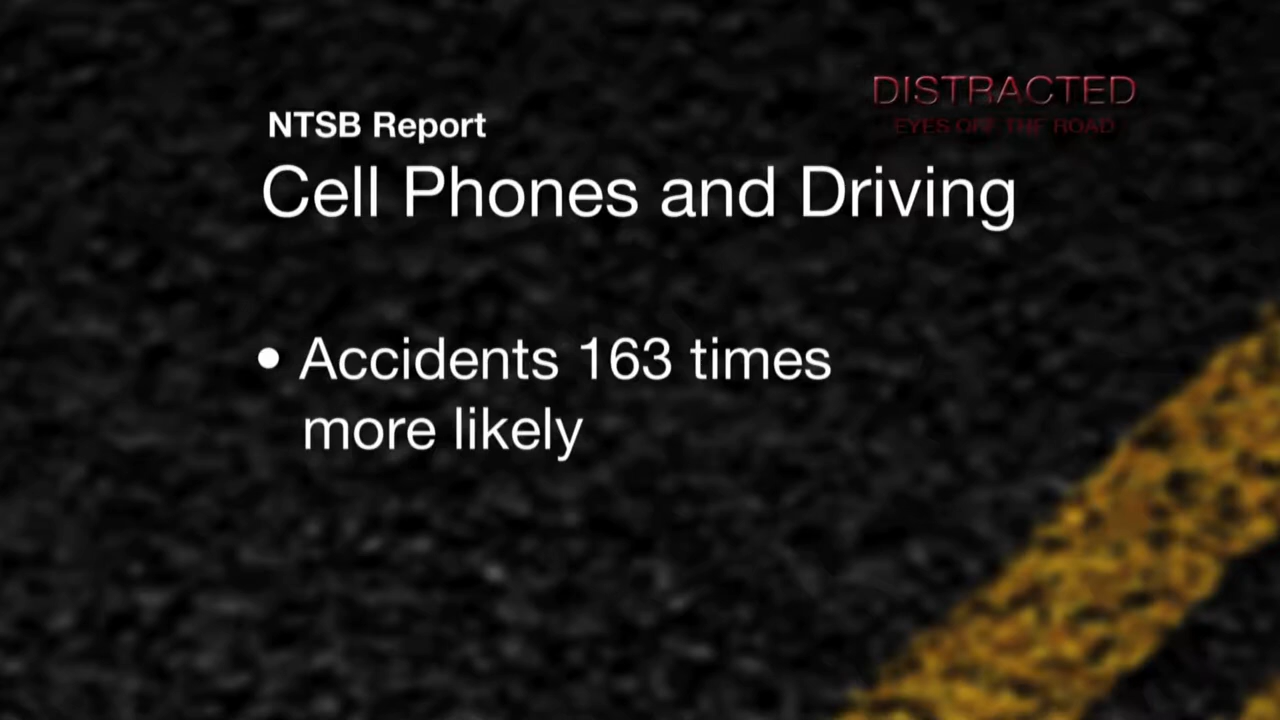 DISTRACTED
EYES OFF THE ROAD
NTSB Report
Cell Phones and Driving
• Accidents 163 times
more likely